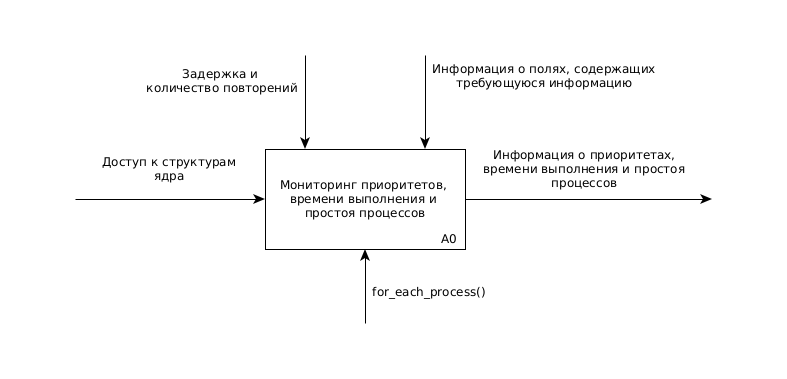 Задержка и
количество повторений
Информация о полях, содержащих
требующуюся информацию
Доступ к структурам
ядра
Мониторинг приоритетов,
времени выполнения и
простоя процессов
A0
Информация о приоритетах,
времени выполнения и простоя
процессов
for_each_process()